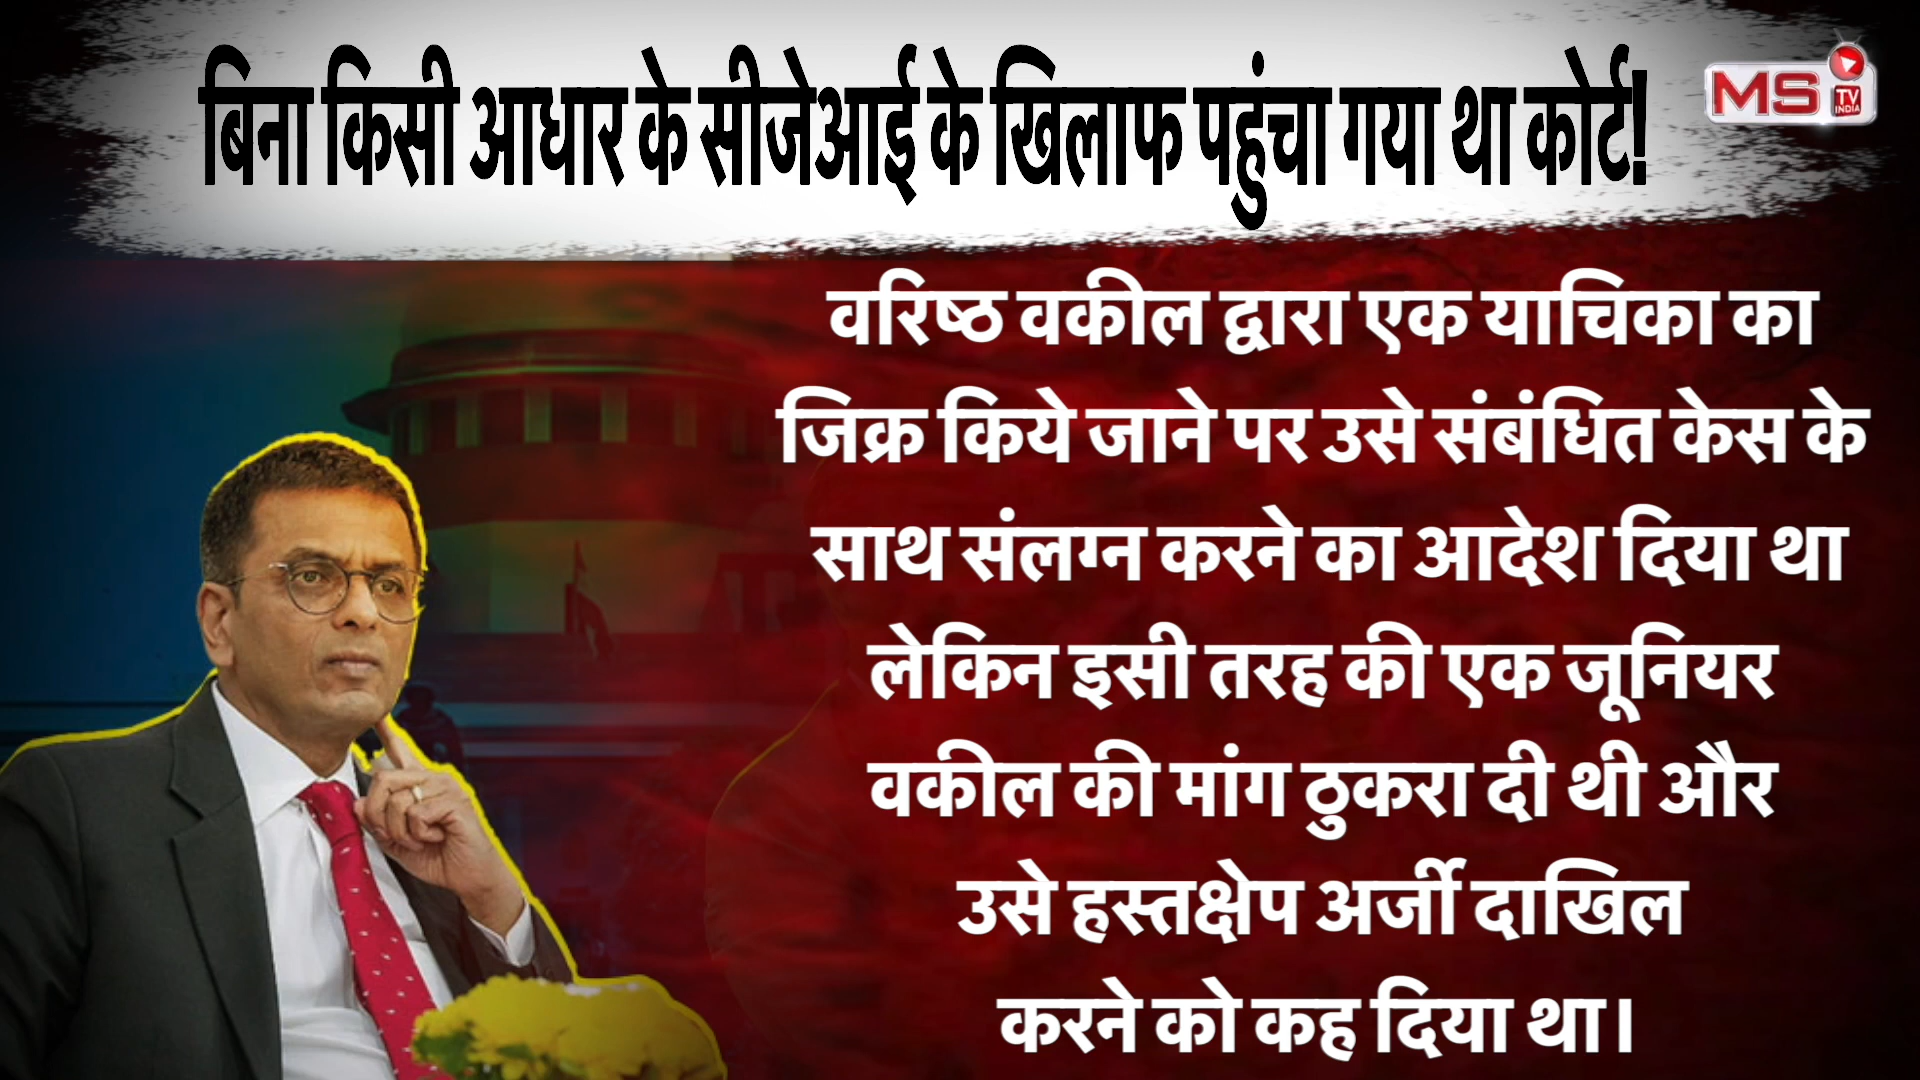 बिना किसी आधार के सीजेआई के खिलाफ पहुंचा गया था कोर्ट!
MS TV INDIA
वरिष्ठ वकील द्वारा एक याचिका का
जिक्र किये जाने पर उसे संबंधित केस के
साथ संलग्न करने का आदेश दिया था
लेकिन इसी तरह की एक जूनियर
वकील की मांग ठुकरा दी थी और
उसे हस्तक्षेप अर्जी दाखिल
करने को कह दिया था।